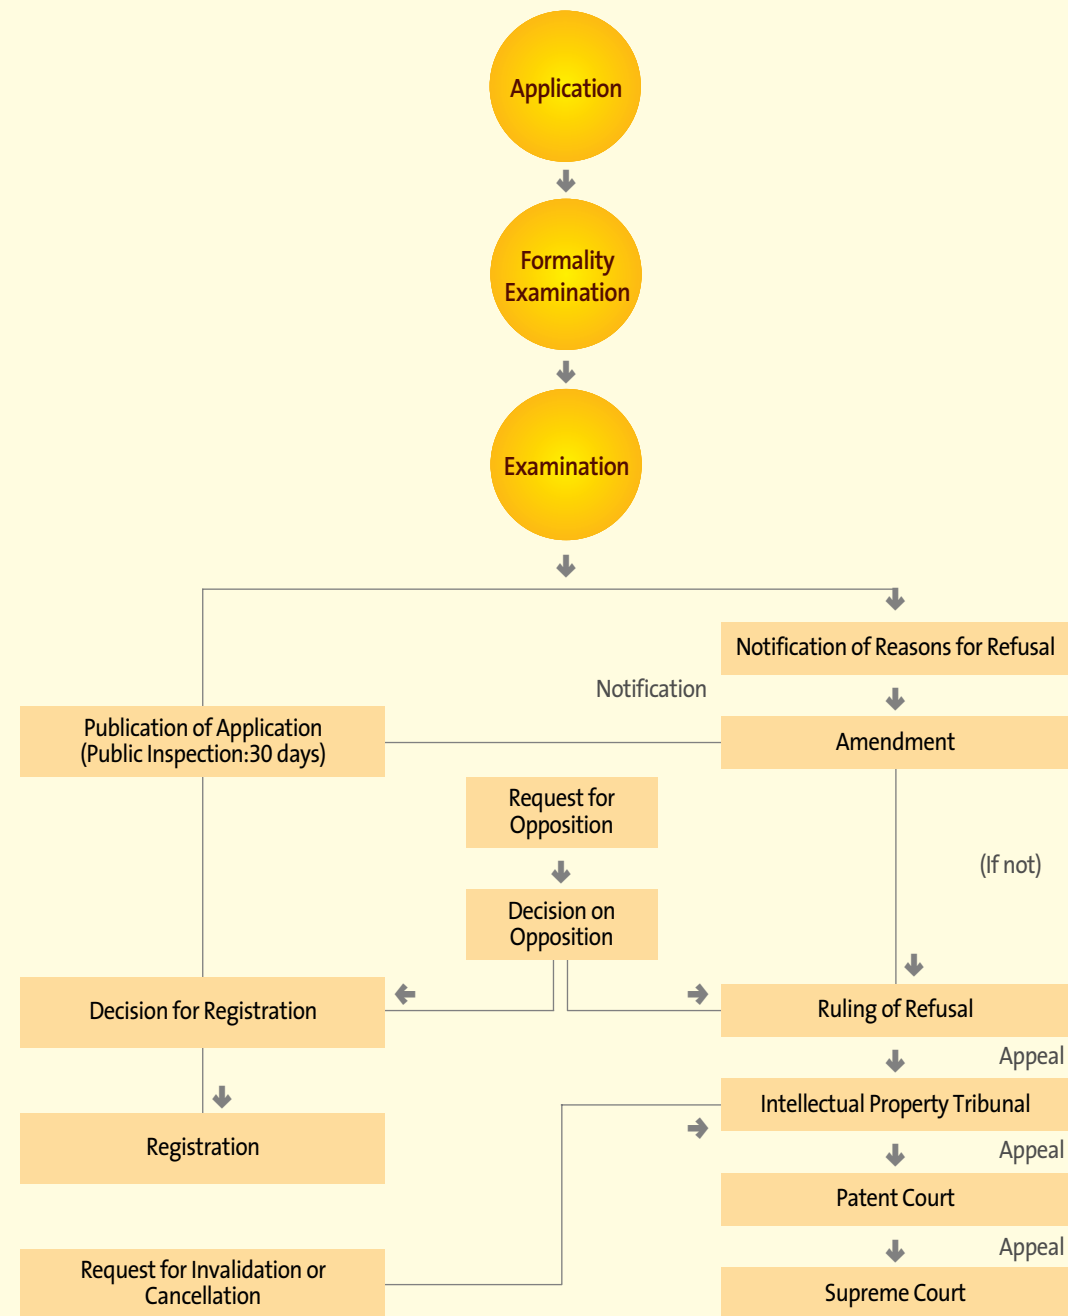 Application
Formality
Examination
Examination
Notification of Reasons for Refusal
Notification
Publication of Application
(Public Inspection:30 days)
Amendment
Request for
Opposition
(If not)
Decision on
Opposition
Decision for Registration
Ruling of Refusal
Appeal
Intellectual Property Tribunal
Registration
Appeal
Patent Court
Appeal
Request for Invalidation or
Cancellation
Supreme Court